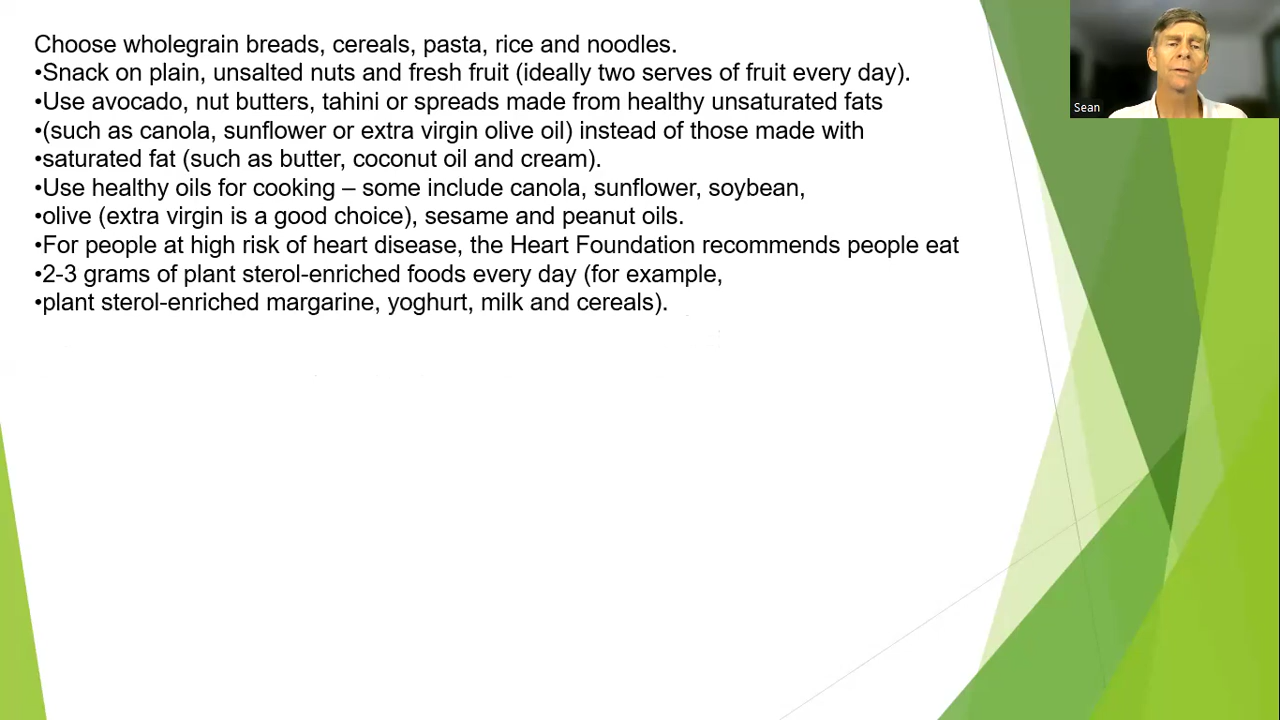 Choose wholegrain breads, cereals, pasta, rice and noodles.
•Snack on plain, unsalted nuts and fresh fruit (ideally two serves of fruit every day).
•Use avocado, nut butters, tahini or spreads made from healthy unsaturated fats
•(such as canola, sunflower or extra virgin olive oil) instead of those made with
•saturated fat (such as butter, coconut oil and cream).
•Use healthy oils for cooking – some include canola, sunflower, soybean,
•olive (extra virgin is a good choice), sesame and peanut oils.
•For people at high risk of heart disease, the Heart Foundation recommends people eat
•2-3 grams of plant sterol-enriched foods every day (for example,
•plant sterol-enriched margarine, yoghurt, milk and cereals).
Sean